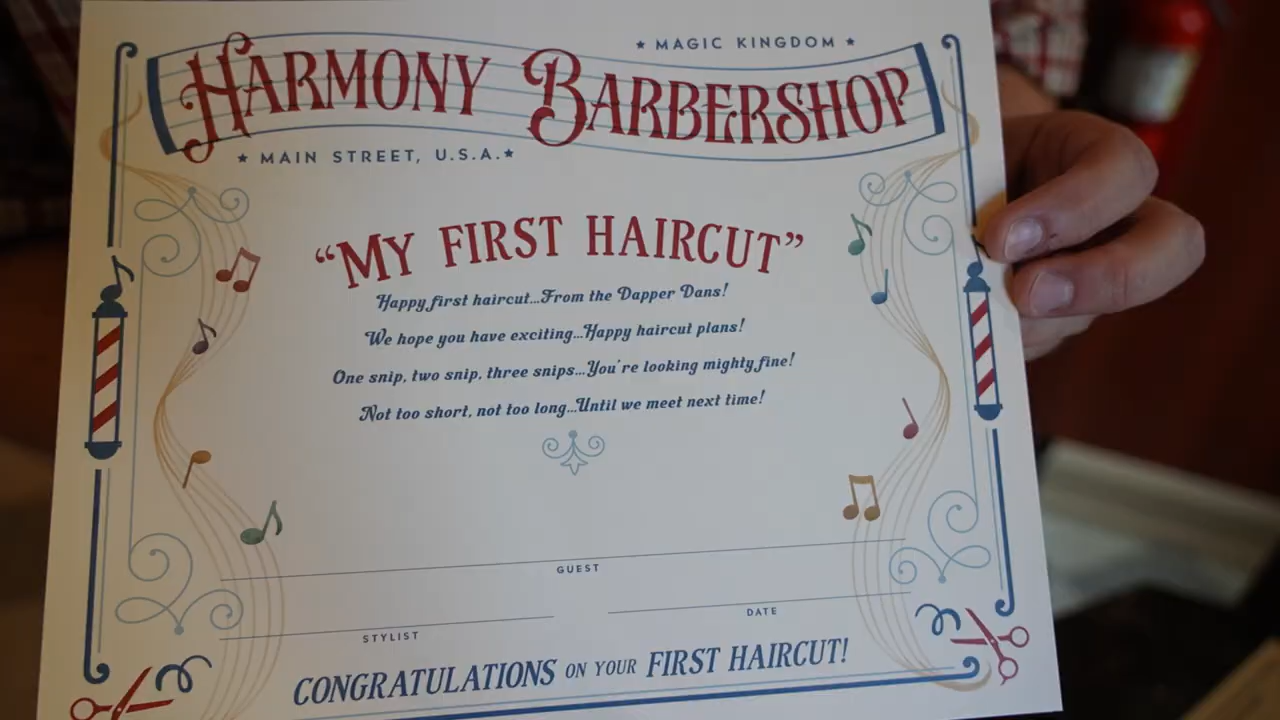 ★ MAGIC KINGDOM ★
HARMONY BARBERSHOP
★ MAIN STREET, U.S.A. ★
“MY FIRST HAIRCUT”
Happy first haircut...From the Dapper Dans!
We hope you have exciting...Happy haircut plans!
One snip, two snip, three snips...You're looking mighty fine!
Not too short, not too long...Until we meet next time!
GUEST
STYLIST
DATE
CONGRATULATIONS ON YOUR FIRST HAIRCUT!